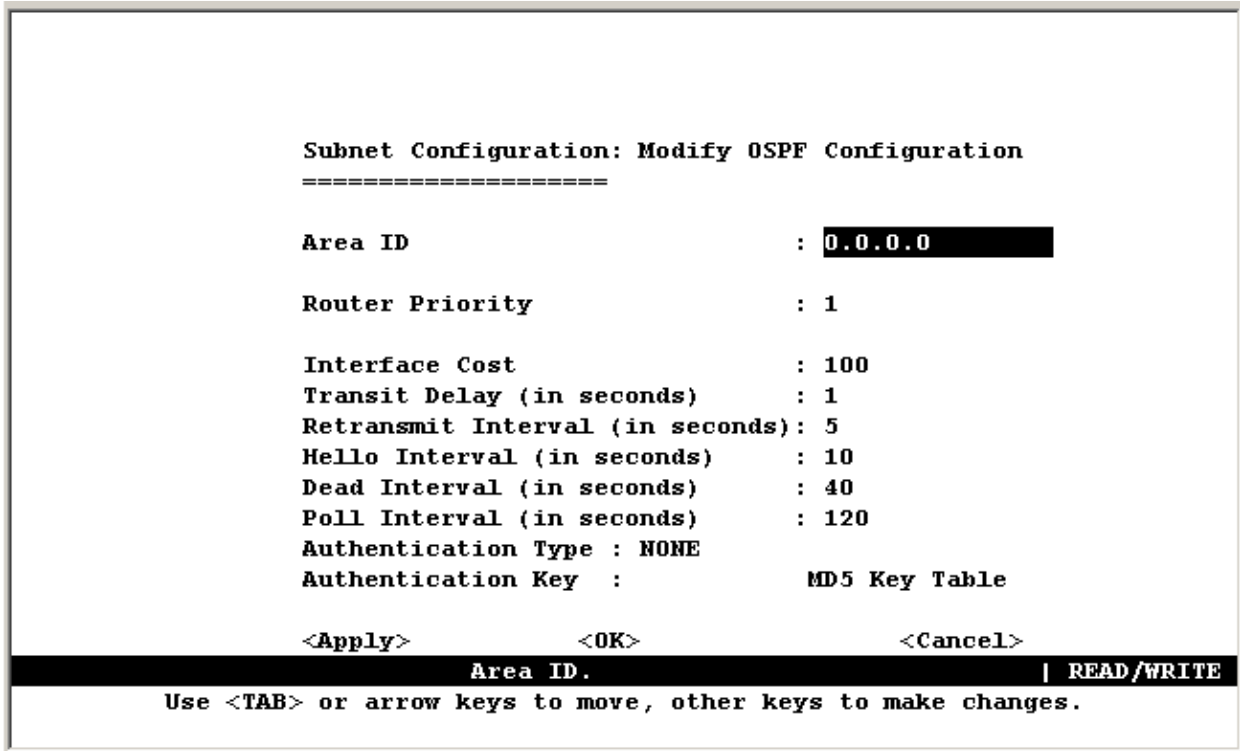 Subnet Configuration: Modify OSPF Configuration
====================
Area ID : 0.0.0.0
Router Priority : 1
Interface Cost : 100
Transit Delay (in seconds) : 1
Retransmit Interval (in seconds): 5
Hello Interval (in seconds) : 10
Dead Interval (in seconds) : 40
Poll Interval (in seconds) : 120
Authentication Type : NONE
Authentication Key : MD5 Key Table
<Apply> <OK> <Cancel>
Area ID. | READ/WRITE
Use <TAB> or arrow keys to move, other keys to make changes.